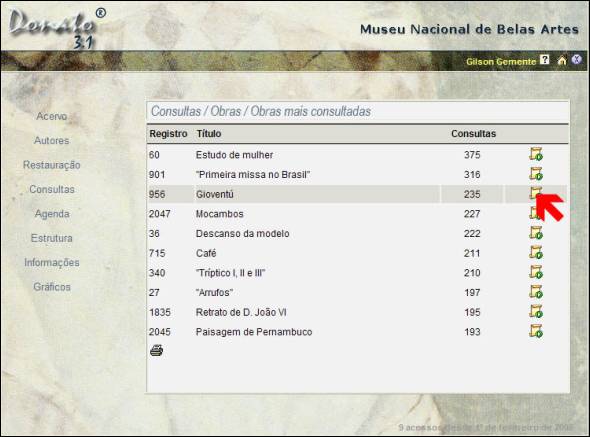 Donato ®
3.1
Museu Nacional de Belas Artes
Gilson Gemente ? X
Acervo
Autores
Restauração
Consultas
Agenda
Estrutura
Informações
Gráficos
Consultas / Obras / Obras mais consultadas
Registro Título Consultas
60 Estudo de mulher 375
901 "Primeira missa no Brasil" 316
956 Gioventú 235
2047 Mocambos 227
36 Descanso da modelo 222
715 Café 211
340 "Tríptico I, II e III" 210
27 "Arrufos" 197
1835 Retrato de D. João VI 195
2045 Paisagem de Pernambuco 193
9 acessos desde 1º de fevereiro de